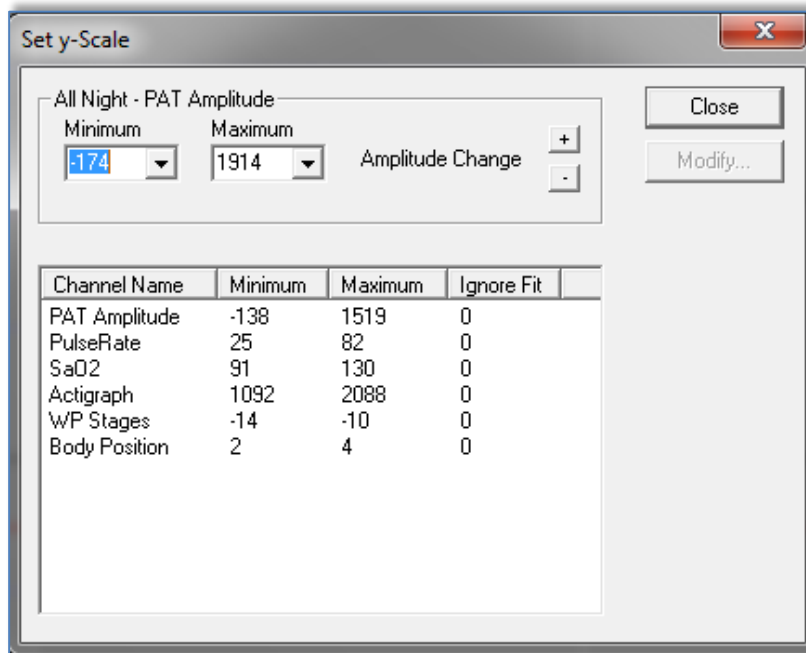 Set y-Scale
All Night - PAT Amplitude
Minimum Maximum
-174 1914 Amplitude Change + -
Close
Modify...
Channel Name Minimum Maximum Ignore Fit
PAT Amplitude -138 1519 0
PulseRate 25 82 0
SaO2 91 130 0
Actigraph 1092 2088 0
WP Stages -14 -10 0
Body Position 2 4 0